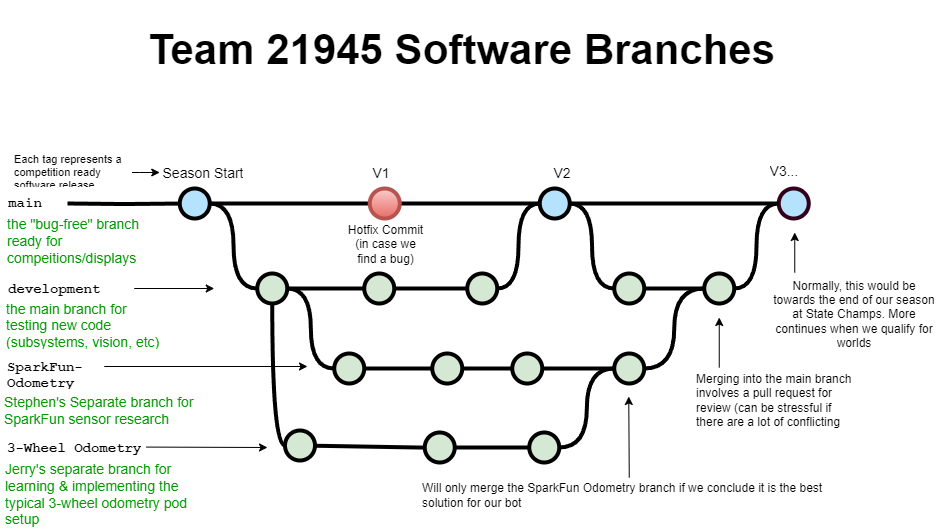 Team 21945 Software Branches
Each tag represents a
competition ready
software release
Season Start
V1
V2
V3...
main
the "bug-free" branch
ready for
compeitions/displays
Hotfix Commit
(in case we
find a bug)
development
the main branch for
testing new code
(subsystems, vision, etc)
Normally, this would be
towards the end of our season
at State Champs. More
continues when we qualify for
worlds
SparkFun-
Odometry
Stephen's Separate branch for
SparkFun sensor research
Merging into the main branch
involves a pull request for
review (can be stressful if
there are a lot of conflicting
3-Wheel Odometry
Jerry's separate branch for
learning & implementing the
typical 3-wheel odometry pod
setup
Will only merge the SparkFun Odometry branch if we conclude it is the best
solution for our bot